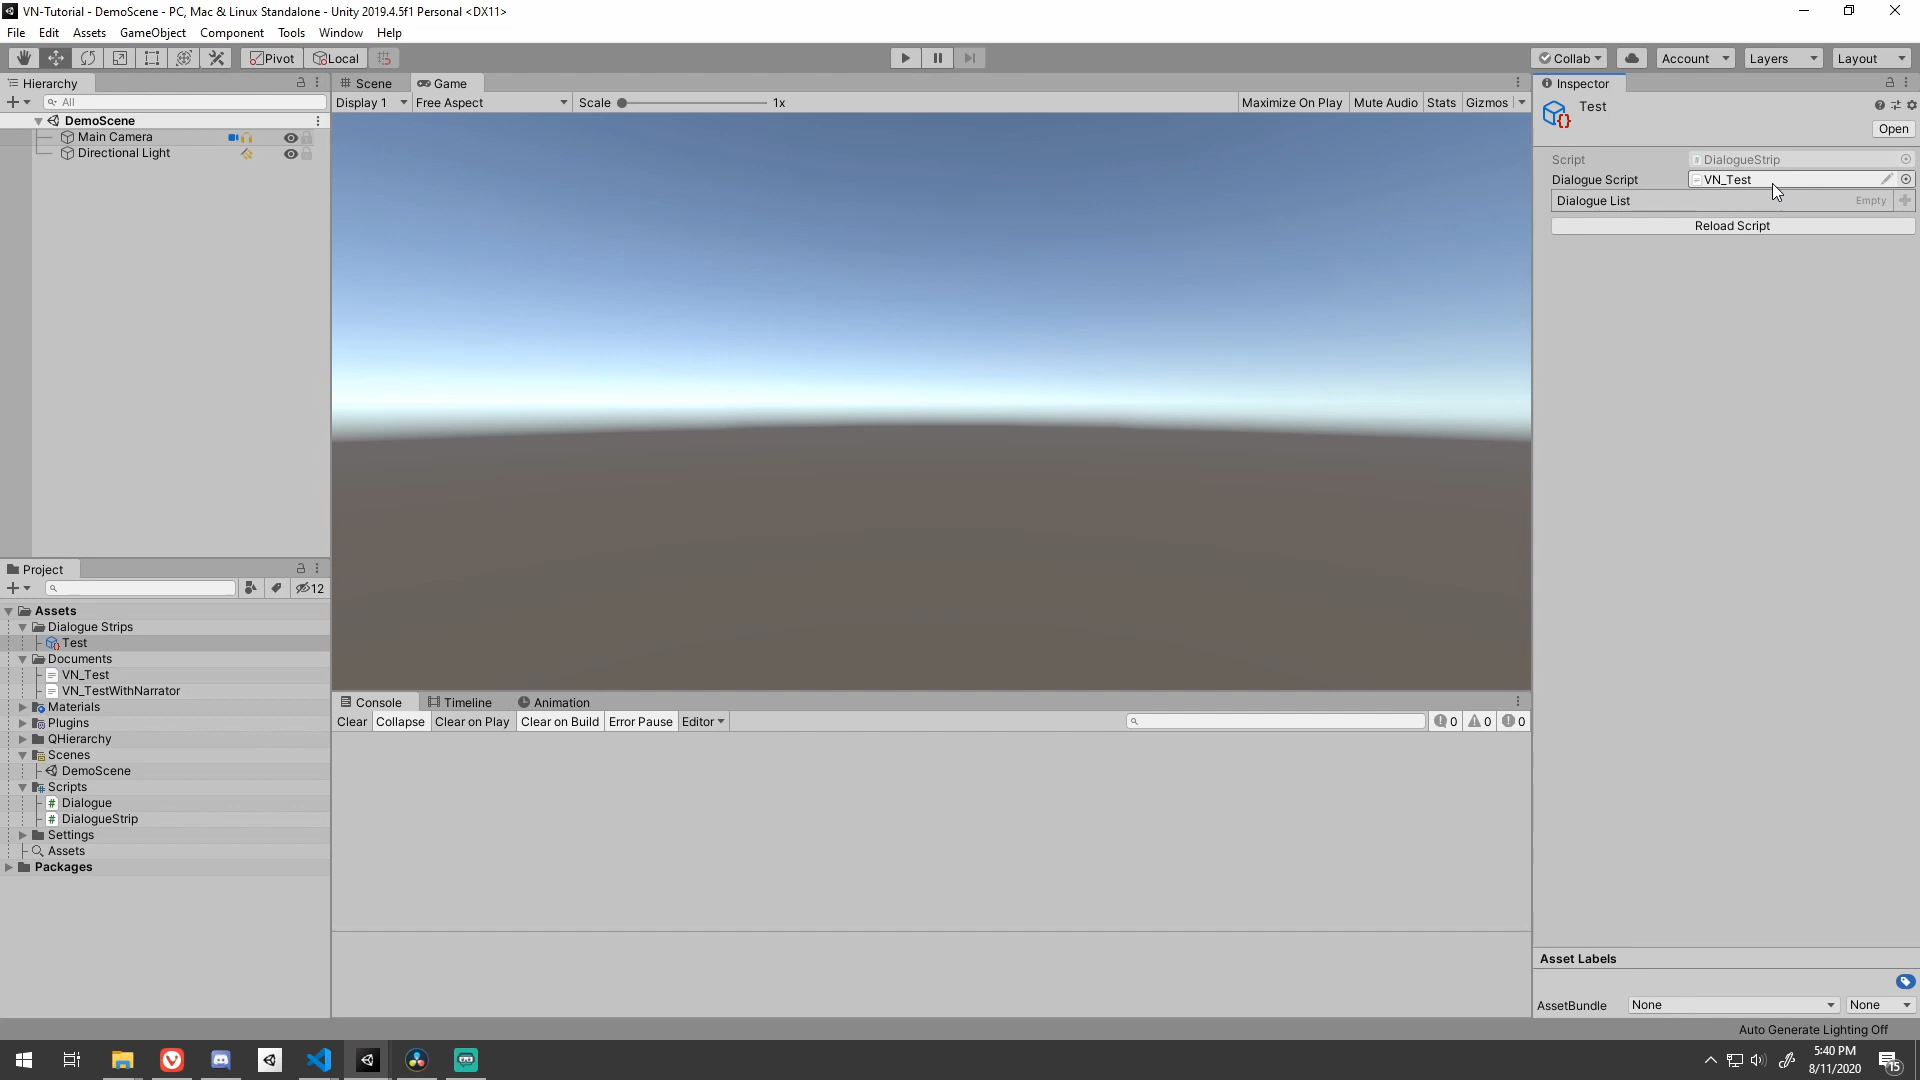 VN-Tutorial - DemoScene - PC, Mac & Linux Standalone - Unity 2019.4.5f1 Personal <DX11>
File Edit Assets GameObject Component Tools Window Help
Pivot Local Collab Account Layers Layout
Hierarchy
All
DemoScene
Main Camera
Directional Light
Scene Game
Display 1 Free Aspect Scale 1x Maximize On Play Mute Audio Stats Gizmos
Inspector
Test
Open
Script DialogueStrip
Dialogue Script VN_Test
Dialogue List Empty
Reload Script
Project
12
Assets
Dialogue Strips
Test
Documents
VN_Test
VN_TestWithNarrator
Materials
Plugins
QHierarchy
Scenes
DemoScene
Scripts
Dialogue
DialogueStrip
Settings
Assets
Packages
Console Timeline Animation
Clear Collapse Clear on Play Clear on Build Error Pause Editor 0 0 0
Asset Labels
AssetBundle None None
Auto Generate Lighting Off
5:40 PM
8/11/2020
15